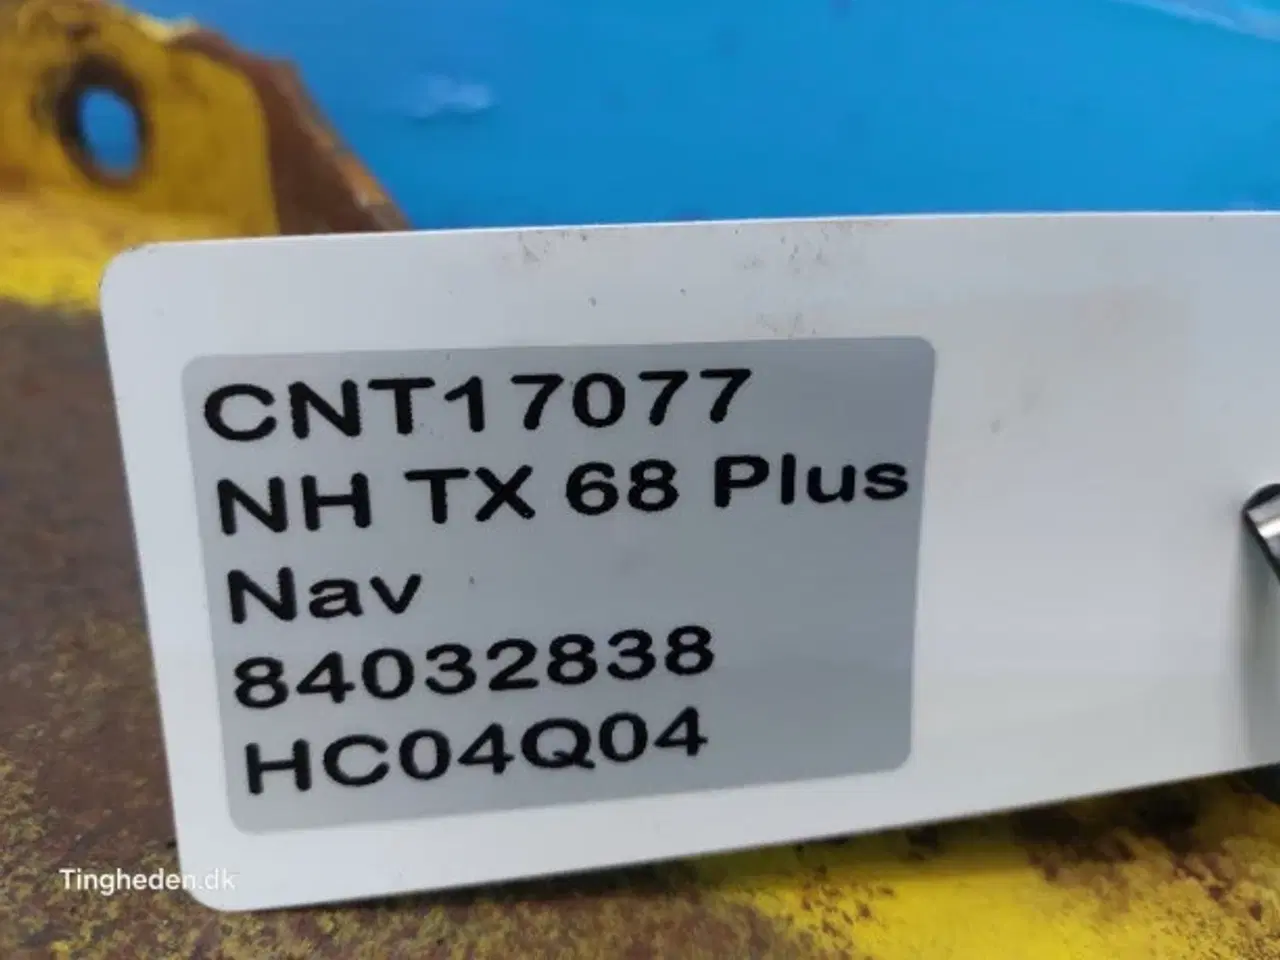 CNT17077
NH TX 68 Plus
Nav
84032838
HC04Q04
Tingheden.dk